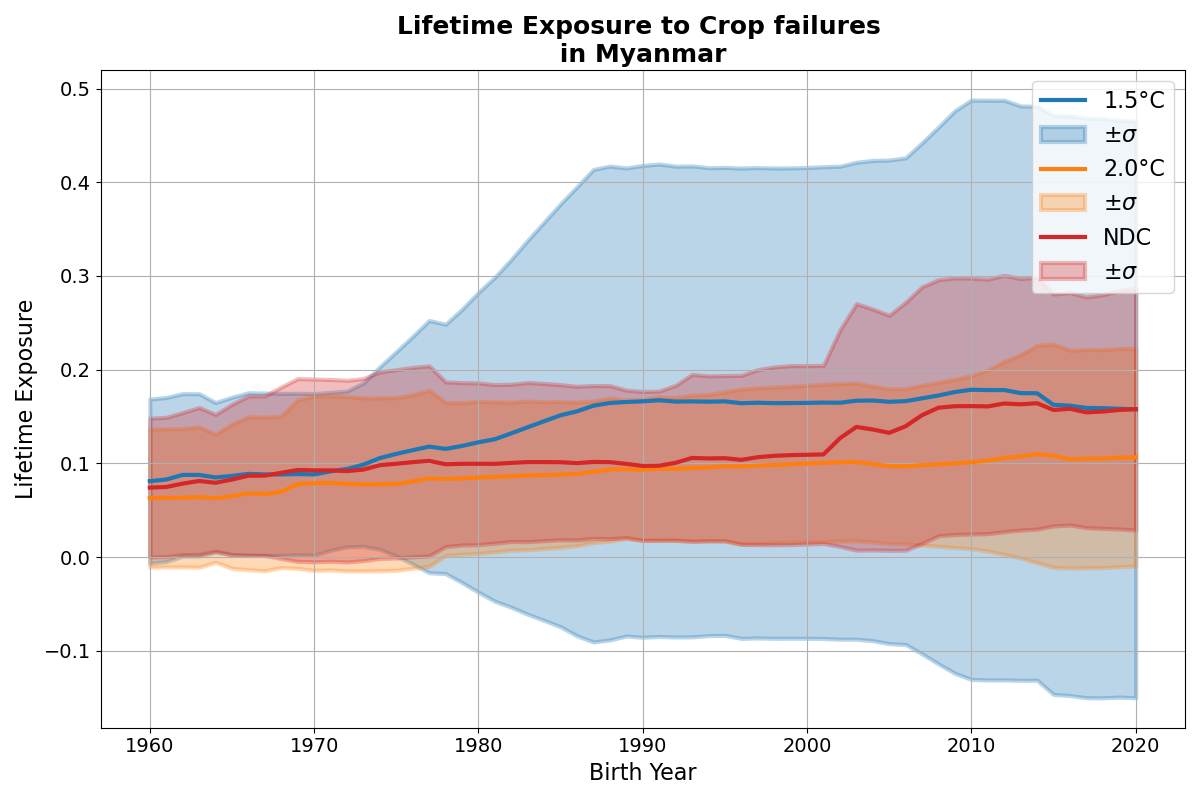 Lifetime Exposure to Crop failures
in Myanmar
Lifetime Exposure
0.5
0.4
0.3
0.2
0.1
0.0
−0.1
1.5°C
±σ
2.0°C
±σ
NDC
±σ
1960
1970
1980
1990
2000
2010
2020
Birth Year